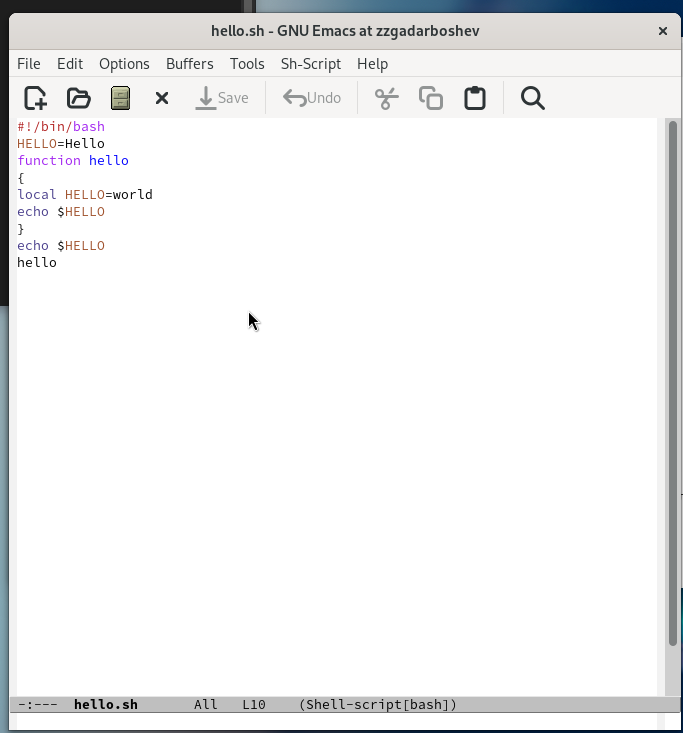 hello.sh - GNU Emacs at zzgadarboshev ×
File Edit Options Buffers Tools Sh-Script Help
Save Undo
#!/bin/bash
HELLO=Hello
function hello
{
local HELLO=world
echo $HELLO
}
echo $HELLO
hello
-:--- hello.sh All L10 (Shell-script[bash])